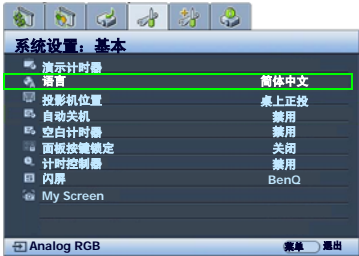 系统设置：基本
演示计时器
语言 简体中文
投影机位置 桌上正投
自动关机 禁用
空白计时器 禁用
面板按键锁定 关闭
计时控制器 禁用
闪屏 BenQ
My Screen
Analog RGB 菜单 退出